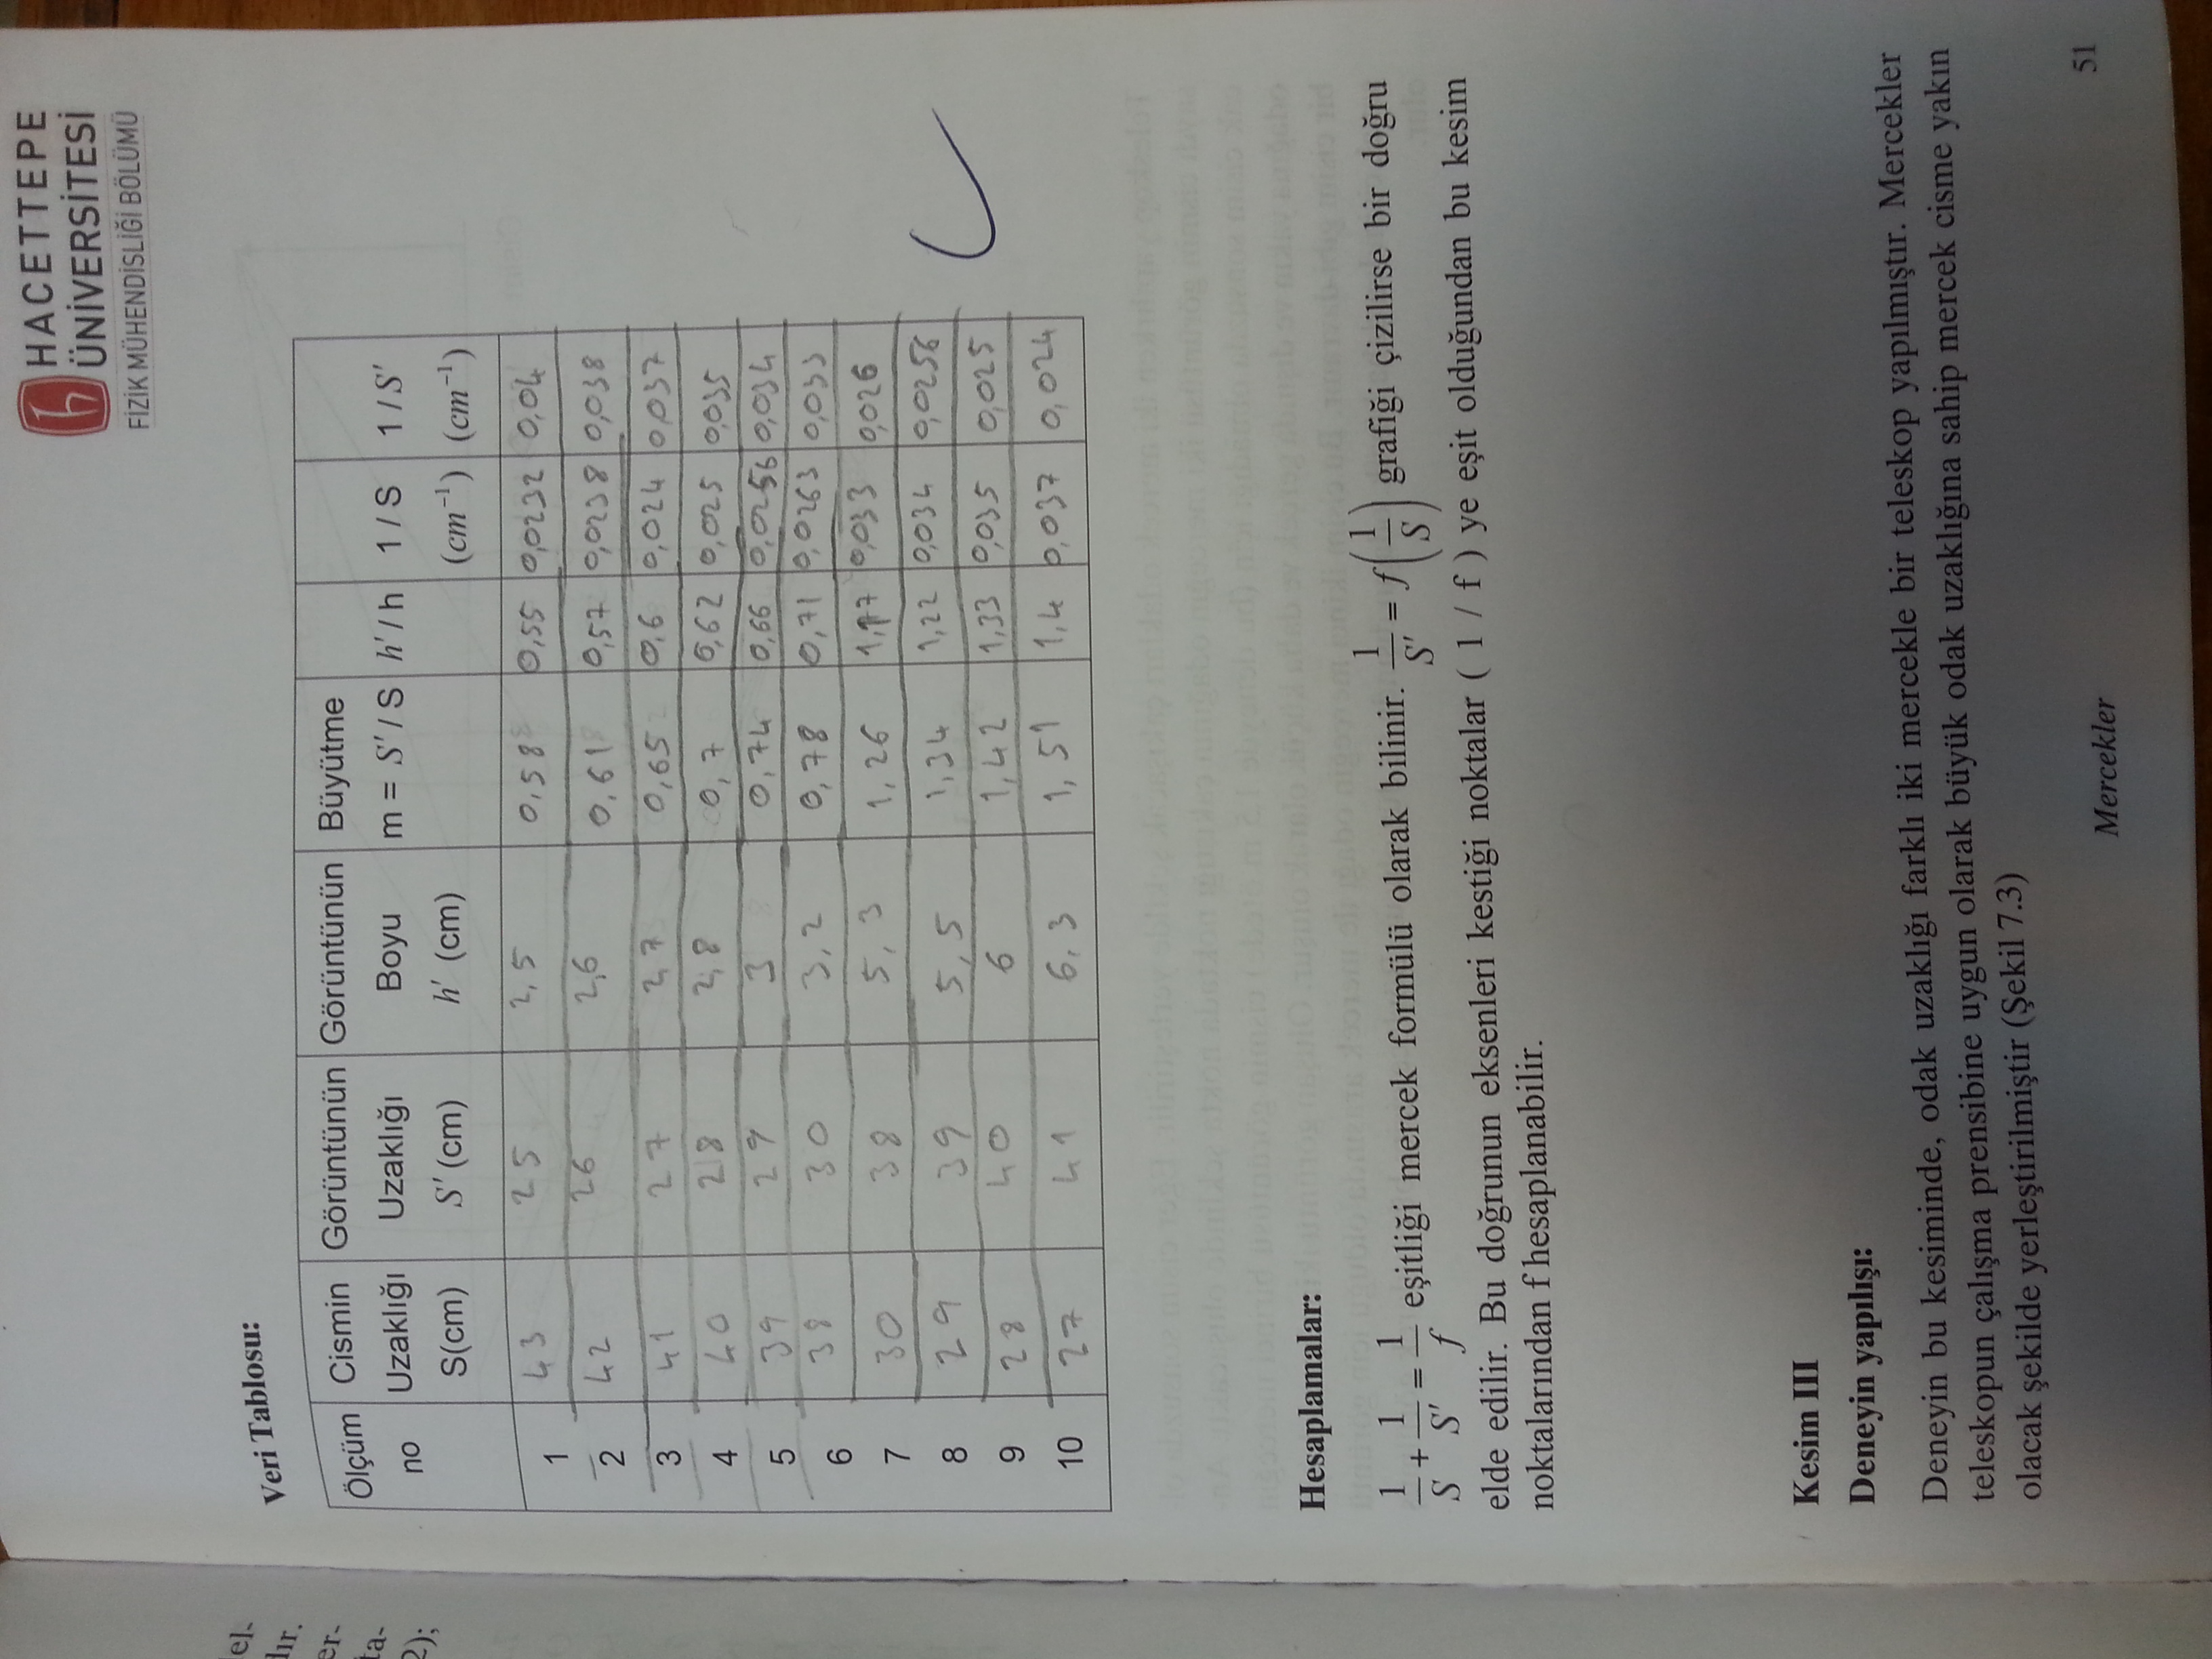 HACETTEPE
ÜNİVERSİTESİ
FİZİK MÜHENDİSLİĞİ BÖLÜMÜ
el-
dır.
er-
ta-
2);
Veri Tablosu:
Ölçüm no | Cismin Uzaklığı S(cm) | Görüntünün Uzaklığı S' (cm) | Görüntünün Boyu h' (cm) | Büyütme m = S' / S | h' / h | 1 / S (cm⁻¹) | 1 / S' (cm⁻¹)
1 43 25 2,5 0,58 0,55 0,0232 0,04
2 42 26 2,6 0,61 0,57 0,0238 0,038
3 41 27 2,7 0,65 0,6 0,024 0,037
4 40 28 2,8 0,7 0,62 0,025 0,035
5 39 29 3 0,74 0,66 0,0256 0,034
6 38 30 3,2 0,78 0,71 0,0263 0,033
7 30 38 5,3 1,26 1,17 0,033 0,026
8 29 39 5,5 1,34 1,22 0,034 0,0256
9 28 40 6 1,42 1,33 0,035 0,025
10 27 41 6,3 1,51 1,4 0,037 0,024
Hesaplamalar:
1/S + 1/S' = 1/f eşitliği mercek formülü olarak bilinir. 1/S' = f(1/S) grafiği çizilirse bir doğru
elde edilir. Bu doğrunun eksenleri kestiği noktalar ( 1 / f ) ye eşit olduğundan bu kesim
noktalarından f hesaplanabilir.
Kesim III
Deneyin yapılışı:
Deneyin bu kesiminde, odak uzaklığı farklı iki mercekle bir teleskop yapılmıştır. Mercekler
teleskopun çalışma prensibine uygun olarak büyük odak uzaklığına sahip mercek cisme yakın
olacak şekilde yerleştirilmiştir (Şekil 7.3)
Mercekler
51